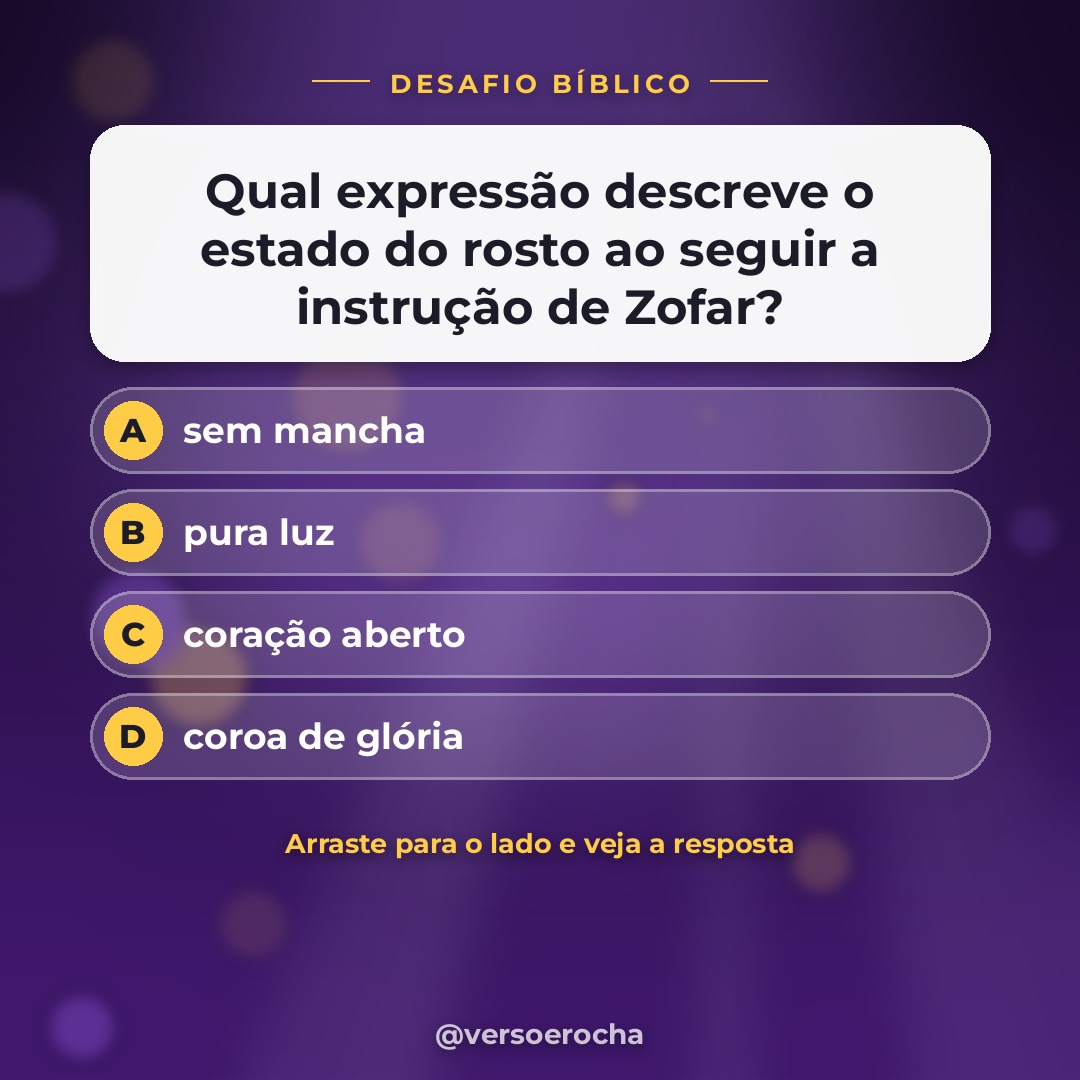 DESAFIO BÍBLICO
Qual expressão descreve o
estado do rosto ao seguir a
instrução de Zofar?
A sem mancha
B pura luz
C coração aberto
D coroa de glória
Arraste para o lado e veja a resposta
@versoerocha